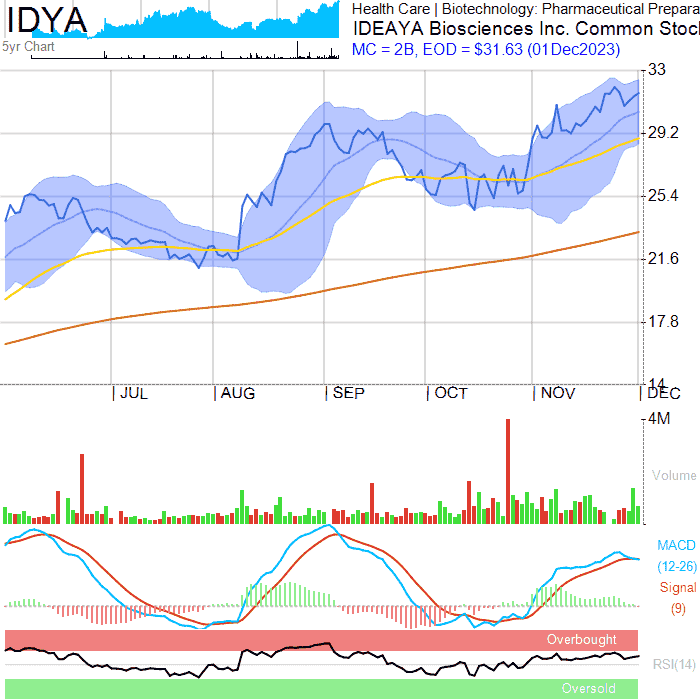 IDYA
5yr Chart
Health Care | Biotechnology: Pharmaceutical Prepara
IDEAYA Biosciences Inc. Common Stoc
MC = 2B, EOD = $31.63 (01Dec2023)
33
29.2
25.4
21.6
17.8
14
JUL
AUG
SEP
OCT
NOV
DEC
4M
Volume
MACD
(12-26)
Signal
(9)
Overbought
RSI(14)
Oversold